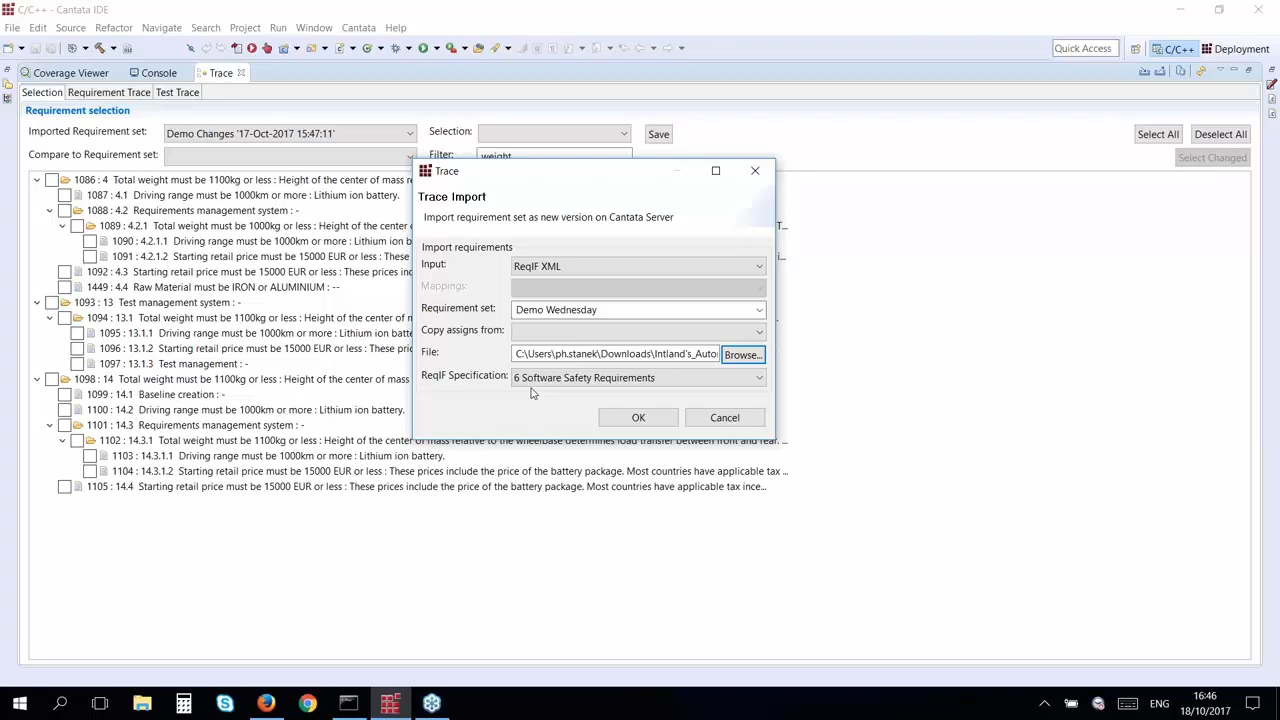 C/C++ - Cantata IDE
File Edit Source Refactor Navigate Search Project Run Window Cantata Help
Quick Access C/C++ Deployment
Coverage Viewer Console Trace
Selection Requirement Trace Test Trace
Requirement selection
Imported Requirement set: Demo Changes '17-Oct-2017 15:47:11' Selection: Save Select All Deselect All
Compare to Requirement set: Filter: weight Select Changed
1086 : 4 Total weight must be 1100kg or less : Height of the center of mass re
1087 : 4.1 Driving range must be 1000km or more : Lithium ion battery.
1088 : 4.2 Requirements management system : -
1089 : 4.2.1 Total weight must be 1100kg or less : Height of the center T...
1090 : 4.2.1.1 Driving range must be 1000km or more : Lithium ion b
1091 : 4.2.1.2 Starting retail price must be 15000 EUR or less : These p...
1092 : 4.3 Starting retail price must be 15000 EUR or less : These prices inc
1449 : 4.4 Raw Material must be IRON or ALUMINIUM : --
1093 : 13 Test management system : -
1094 : 13.1 Total weight must be 1100kg or less : Height of the center of m
1095 : 13.1.1 Driving range must be 1000km or more : Lithium ion batte
1096 : 13.1.2 Starting retail price must be 15000 EUR or less : These pric
1097 : 13.1.3 Test management : -
1098 : 14 Total weight must be 1100kg or less : Height of the center of mass
1099 : 14.1 Baseline creation : -
1100 : 14.2 Driving range must be 1000km or more : Lithium ion battery.
1101 : 14.3 Requirements management system : -
1102 : 14.3.1 Total weight must be 1100kg or less : Height of the center of mass relative to the wheelbase determines load transfer between front and rear. ...
1103 : 14.3.1.1 Driving range must be 1000km or more : Lithium ion battery.
1104 : 14.3.1.2 Starting retail price must be 15000 EUR or less : These prices include the price of the battery package. Most countries have applicable tax ...
1105 : 14.4 Starting retail price must be 15000 EUR or less : These prices include the price of the battery package. Most countries have applicable tax ince...
Trace
Trace Import
Import requirement set as new version on Cantata Server
Import requirements
Input: ReqIF XML
Mappings:
Requirement set: Demo Wednesday
Copy assigns from:
File: C:\Users\ph.stanek\Downloads\Intland's_Auto Browse...
ReqIF Specification: 6 Software Safety Requirements
OK Cancel
ENG 16:46
18/10/2017